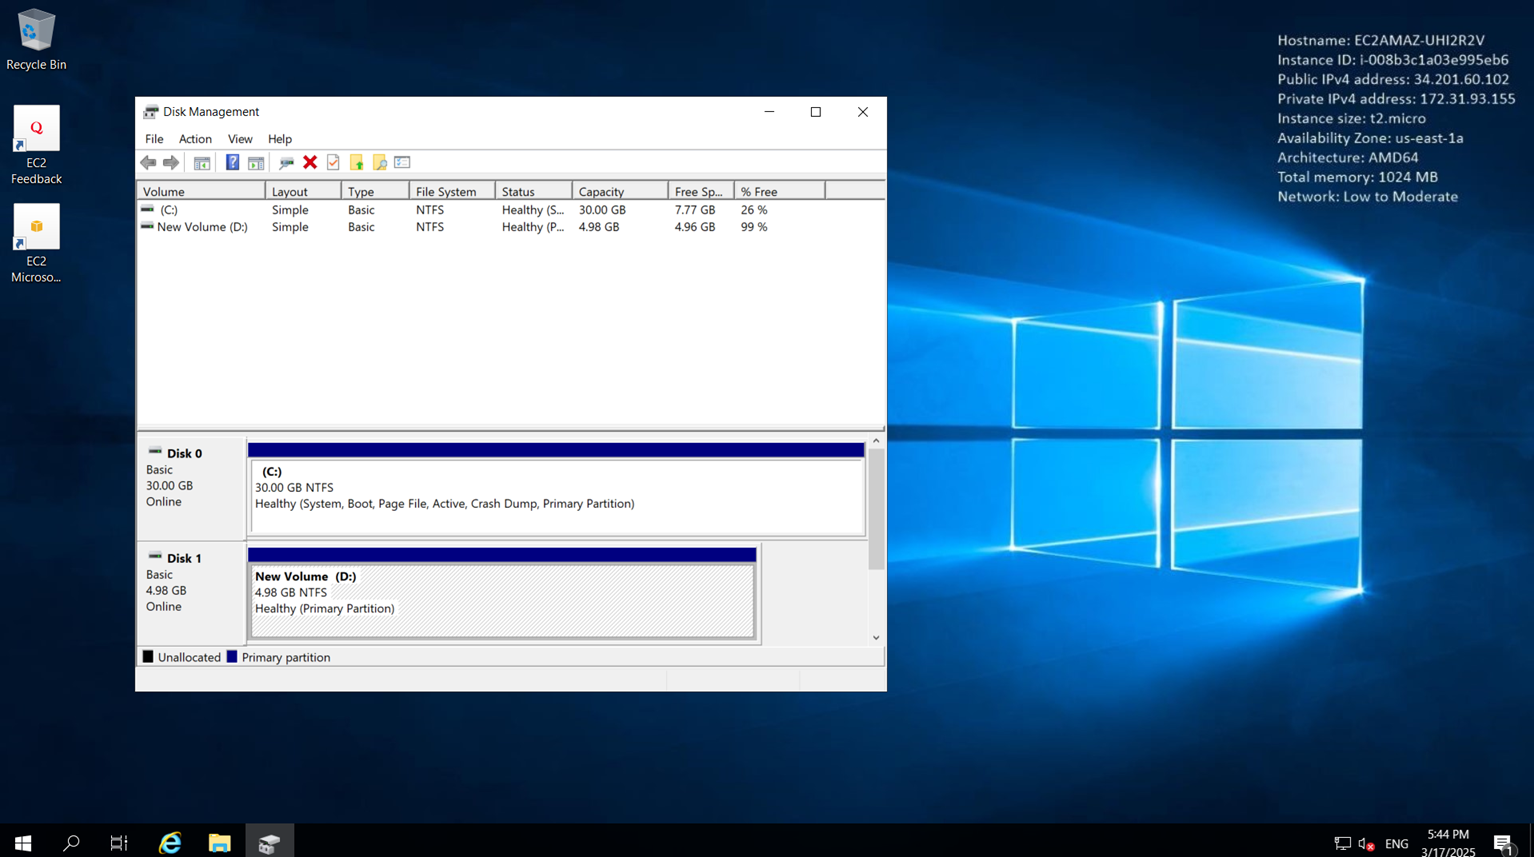 Recycle Bin
EC2
Feedback
EC2
Microso...
Hostname: EC2AMAZ-UHI2R2V
Instance ID: i-008b3c1a03e995eb6
Public IPv4 address: 34.201.60.102
Private IPv4 address: 172.31.93.155
Instance size: t2.micro
Availability Zone: us-east-1a
Architecture: AMD64
Total memory: 1024 MB
Network: Low to Moderate
Disk Management
File Action View Help
Volume Layout Type File System Status Capacity Free Sp... % Free
(C:) Simple Basic NTFS Healthy (S... 30.00 GB 7.77 GB 26 %
New Volume (D:) Simple Basic NTFS Healthy (P... 4.98 GB 4.96 GB 99 %
Disk 0
Basic
30.00 GB
Online
(C:)
30.00 GB NTFS
Healthy (System, Boot, Page File, Active, Crash Dump, Primary Partition)
Disk 1
Basic
4.98 GB
Online
New Volume (D:)
4.98 GB NTFS
Healthy (Primary Partition)
Unallocated Primary partition
ENG
5:44 PM
3/17/2025
1